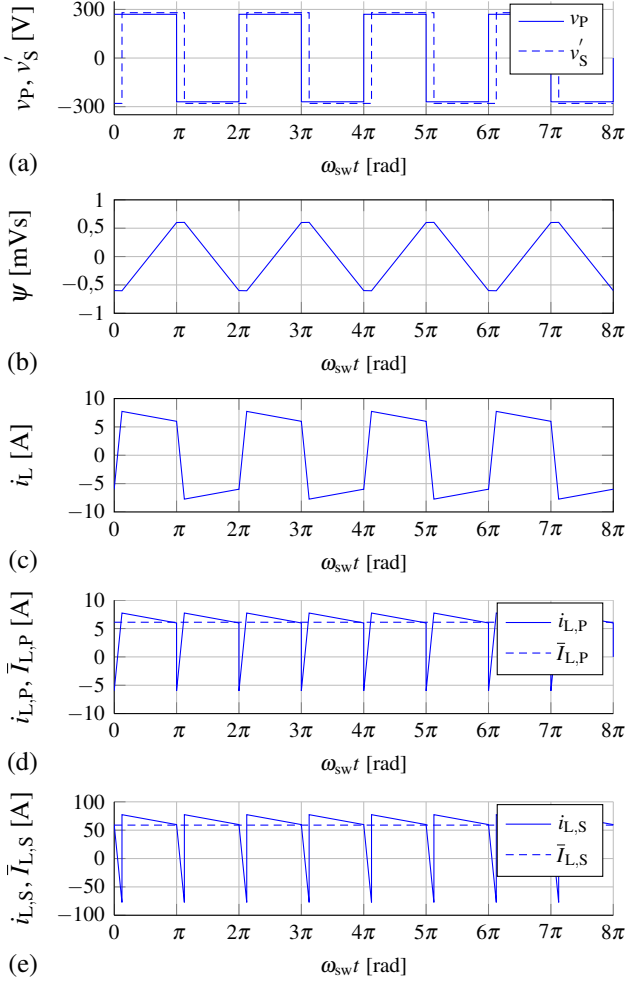 300
0
−300
v_P, v'_S [V]
v_P
v'_S
0 π 2π 3π 4π 5π 6π 7π 8π
(a)
ω_sw t [rad]
1
0,5
0
−0,5
−1
ψ [mVs]
0 π 2π 3π 4π 5π 6π 7π 8π
(b)
ω_sw t [rad]
10
5
0
−5
−10
i_L [A]
0 π 2π 3π 4π 5π 6π 7π 8π
(c)
ω_sw t [rad]
10
5
0
−5
−10
i_L,P, Ī_L,P [A]
i_L,P
Ī_L,P
0 π 2π 3π 4π 5π 6π 7π 8π
(d)
ω_sw t [rad]
100
50
0
−50
−100
i_L,S, Ī_L,S [A]
i_L,S
Ī_L,S
0 π 2π 3π 4π 5π 6π 7π 8π
(e)
ω_sw t [rad]